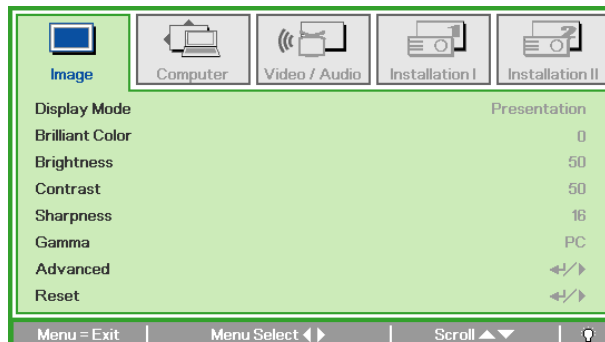 Image Computer Video / Audio Installation I Installation II
Display Mode Presentation
Brilliant Color 0
Brightness 50
Contrast 50
Sharpness 16
Gamma PC
Advanced ↵/▶
Reset ↵/▶
Menu = Exit Menu Select ◀▶ Scroll ▲▼